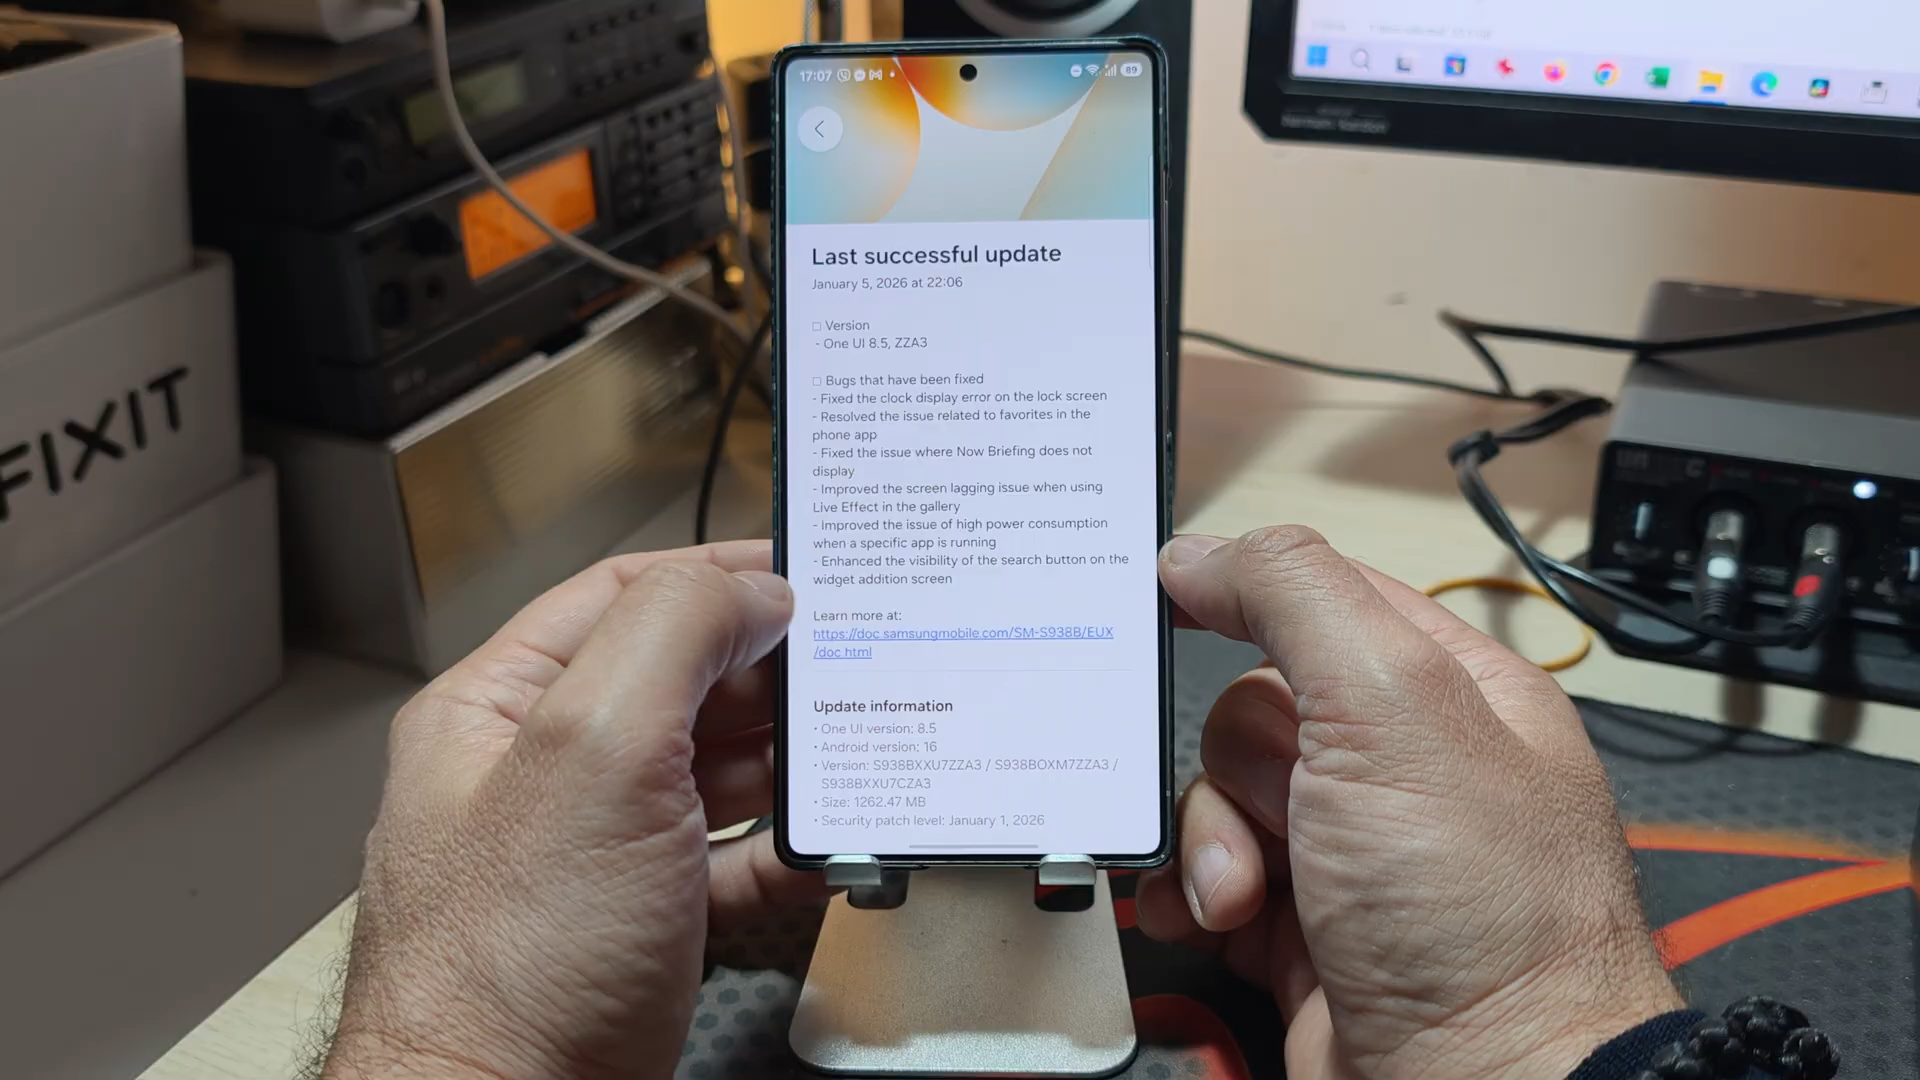 17:07
89
Last successful update
January 5, 2026 at 22:06
□ Version
- One UI 8.5, ZZA3
□ Bugs that have been fixed
- Fixed the clock display error on the lock screen
- Resolved the issue related to favorites in the
phone app
- Fixed the issue where Now Briefing does not
display
- Improved the screen lagging issue when using
Live Effect in the gallery
- Improved the issue of high power consumption
when a specific app is running
- Enhanced the visibility of the search button on the
widget addition screen
Learn more at:
https://doc.samsungmobile.com/SM-S938B/EUX
/doc.html
Update information
• One UI version: 8.5
• Android version: 16
• Version: S938BXXU7ZZA3 / S938BOXM7ZZA3 /
S938BXXU7CZA3
• Size: 1262.47 MB
• Security patch level: January 1, 2026
FIXIT
harman/kardon